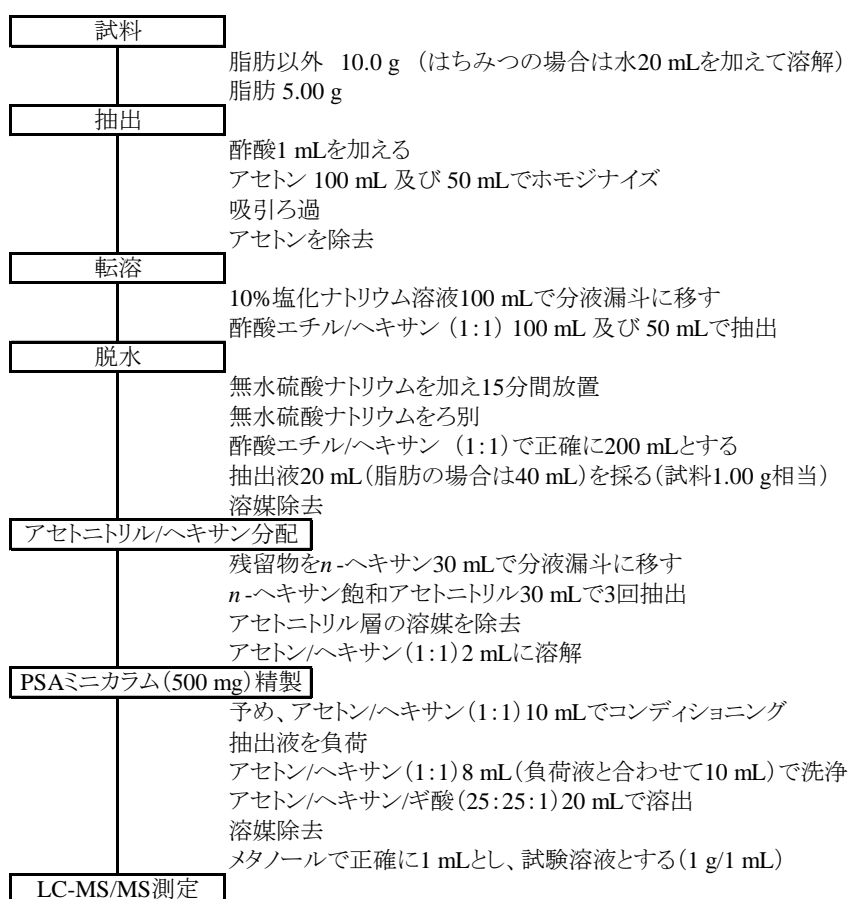 試料
脂肪以外 10.0 g (はちみつの場合は水20 mLを加えて溶解)
脂肪 5.00 g
抽出
酢酸1 mLを加える
アセトン 100 mL 及び 50 mLでホモジナイズ
吸引ろ過
アセトンを除去
転溶
10%塩化ナトリウム溶液100 mLで分液漏斗に移す
酢酸エチル/ヘキサン (1:1) 100 mL 及び 50 mLで抽出
脱水
無水硫酸ナトリウムを加え15分間放置
無水硫酸ナトリウムをろ別
酢酸エチル/ヘキサン (1:1)で正確に200 mLとする
抽出液20 mL(脂肪の場合は40 mL)を採る(試料1.00 g相当)
溶媒除去
アセトニトリル/ヘキサン分配
残留物をn-ヘキサン30 mLで分液漏斗に移す
n-ヘキサン飽和アセトニトリル30 mLで3回抽出
アセトニトリル層の溶媒を除去
アセトン/ヘキサン(1:1)2 mLに溶解
PSAミニカラム(500 mg)精製
予め、アセトン/ヘキサン(1:1)10 mLでコンディショニング
抽出液を負荷
アセトン/ヘキサン(1:1)8 mL(負荷液と合わせて10 mL)で洗浄
アセトン/ヘキサン/ギ酸(25:25:1)20 mLで溶出
溶媒除去
メタノールで正確に1 mLとし、試験溶液とする(1 g/1 mL)
LC-MS/MS測定